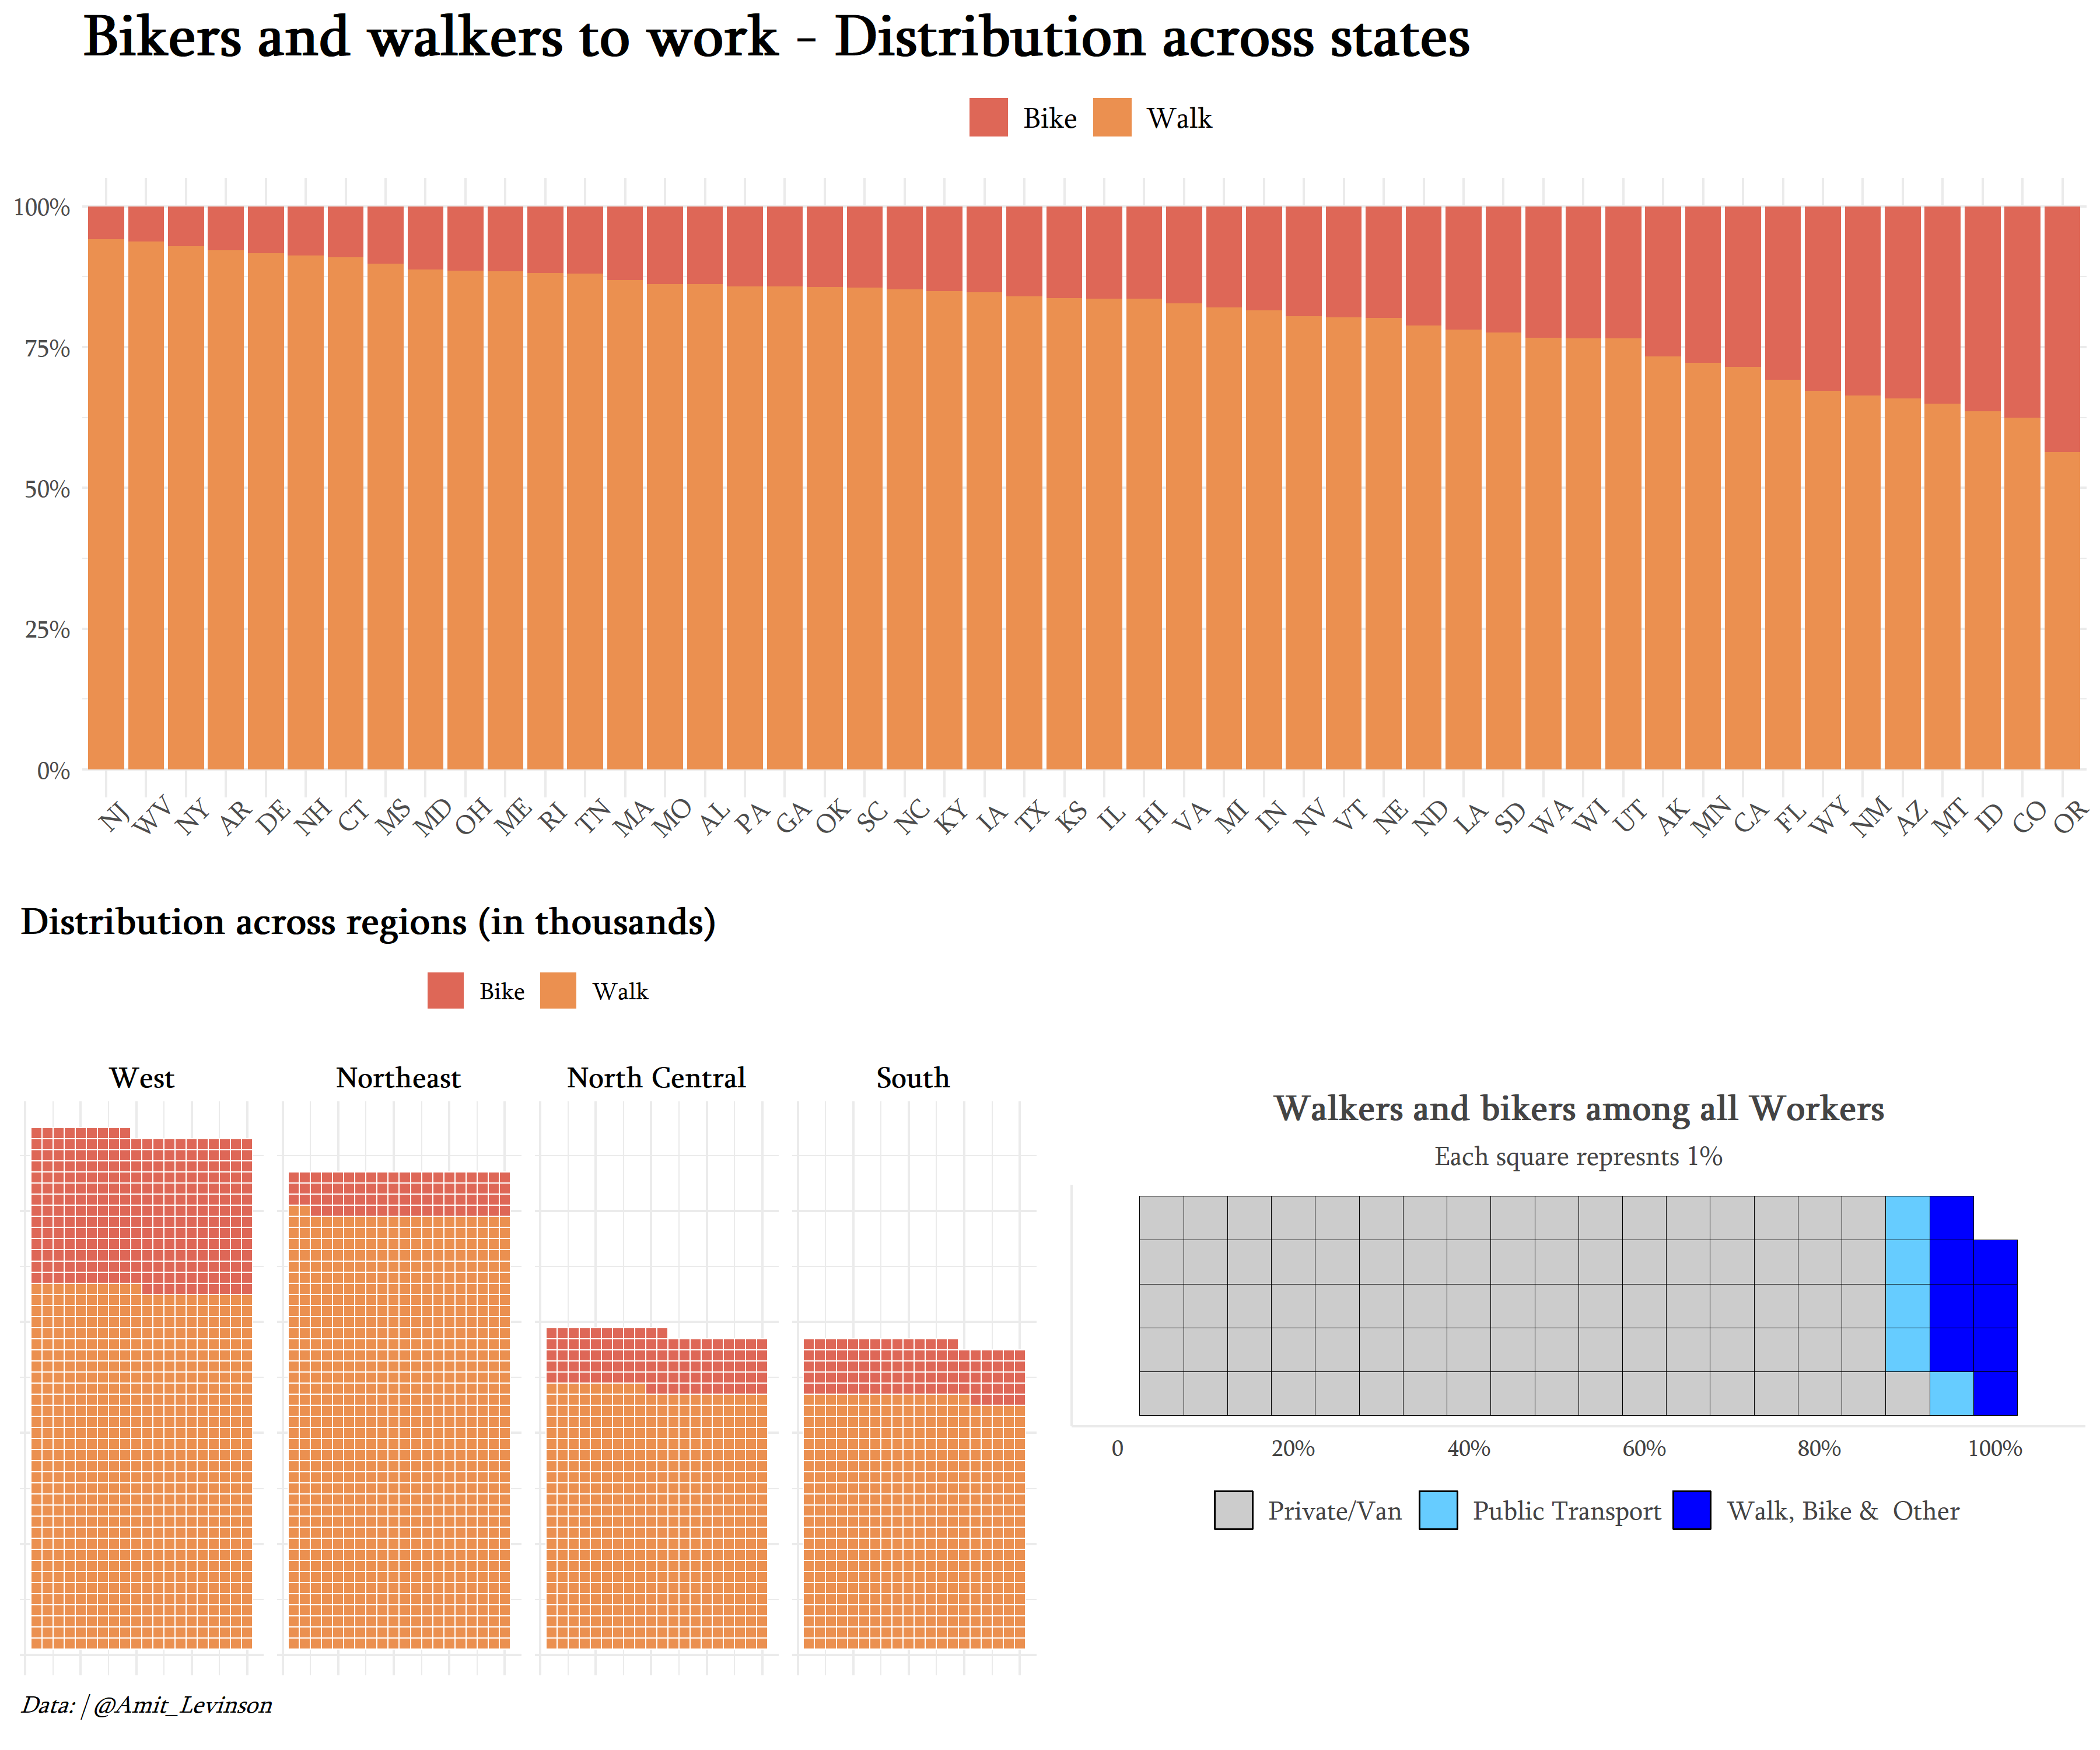 Bikers and walkers to work - Distribution across states
Bike Walk
100%
75%
50%
25%
0%
NJ WV NY AR DE NH CT MS MD OH ME RI TN MA MO AL PA GA OK SC NC KY IA TX KS IL HI VA MI IN NV VT NE ND LA SD WA WI UT AK MN CA FL WY NM AZ MT ID CO OR
Distribution across regions (in thousands)
Bike Walk
West Northeast North Central South
Walkers and bikers among all Workers
Each square represnts 1%
0 20% 40% 60% 80% 100%
Private/Van Public Transport Walk, Bike & Other
Data: | @Amit_Levinson